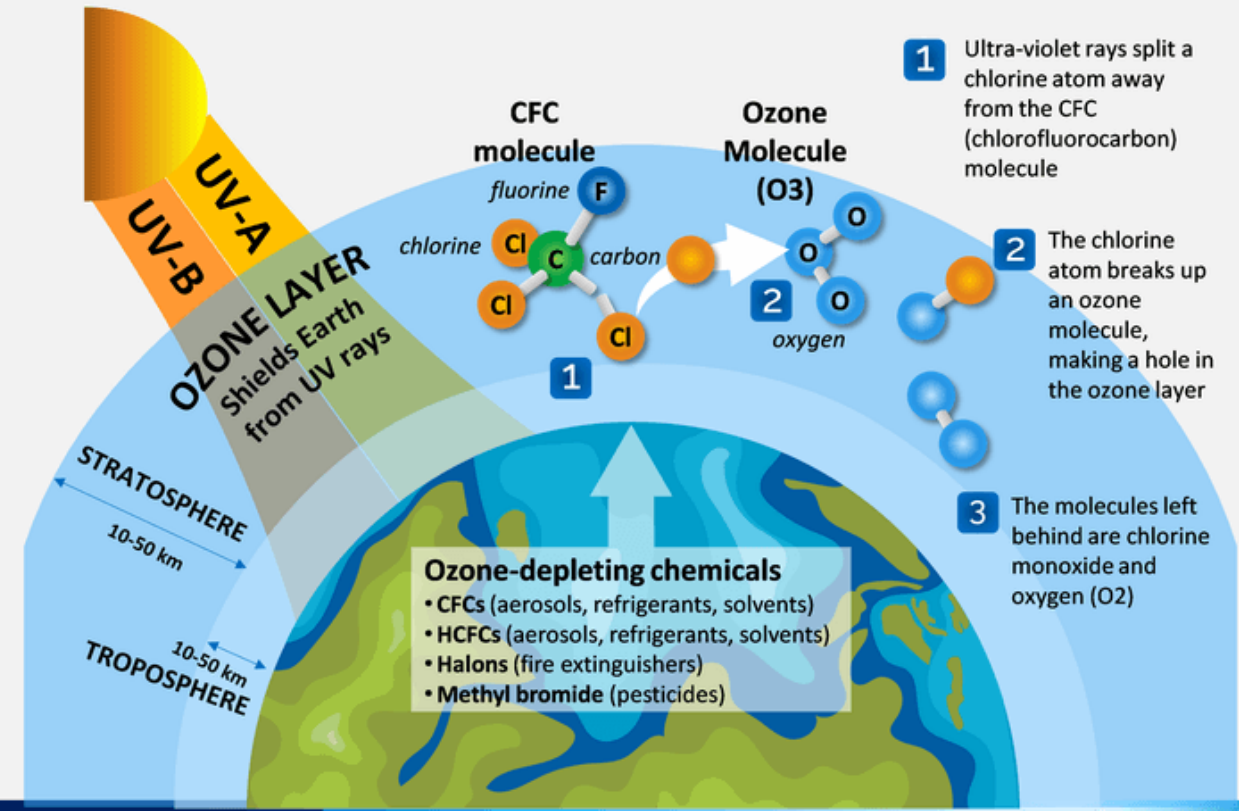 UV-A
UV-B
OZONE LAYER
Shields Earth
from UV rays
STRATOSPHERE
10-50 km
10-50 km
TROPOSPHERE
CFC
molecule
fluorine
F
chlorine
Cl
C
carbon
Cl
Cl
1
Ozone
Molecule
(O3)
O
O
O
2
oxygen
1
Ultra-violet rays split a
chlorine atom away
from the CFC
(chlorofluorocarbon)
molecule
2
The chlorine
atom breaks up
an ozone
molecule,
making a hole in
the ozone layer
3
The molecules left
behind are chlorine
monoxide and
oxygen (O2)
Ozone-depleting chemicals
• CFCs (aerosols, refrigerants, solvents)
• HCFCs (aerosols, refrigerants, solvents)
• Halons (fire extinguishers)
• Methyl bromide (pesticides)